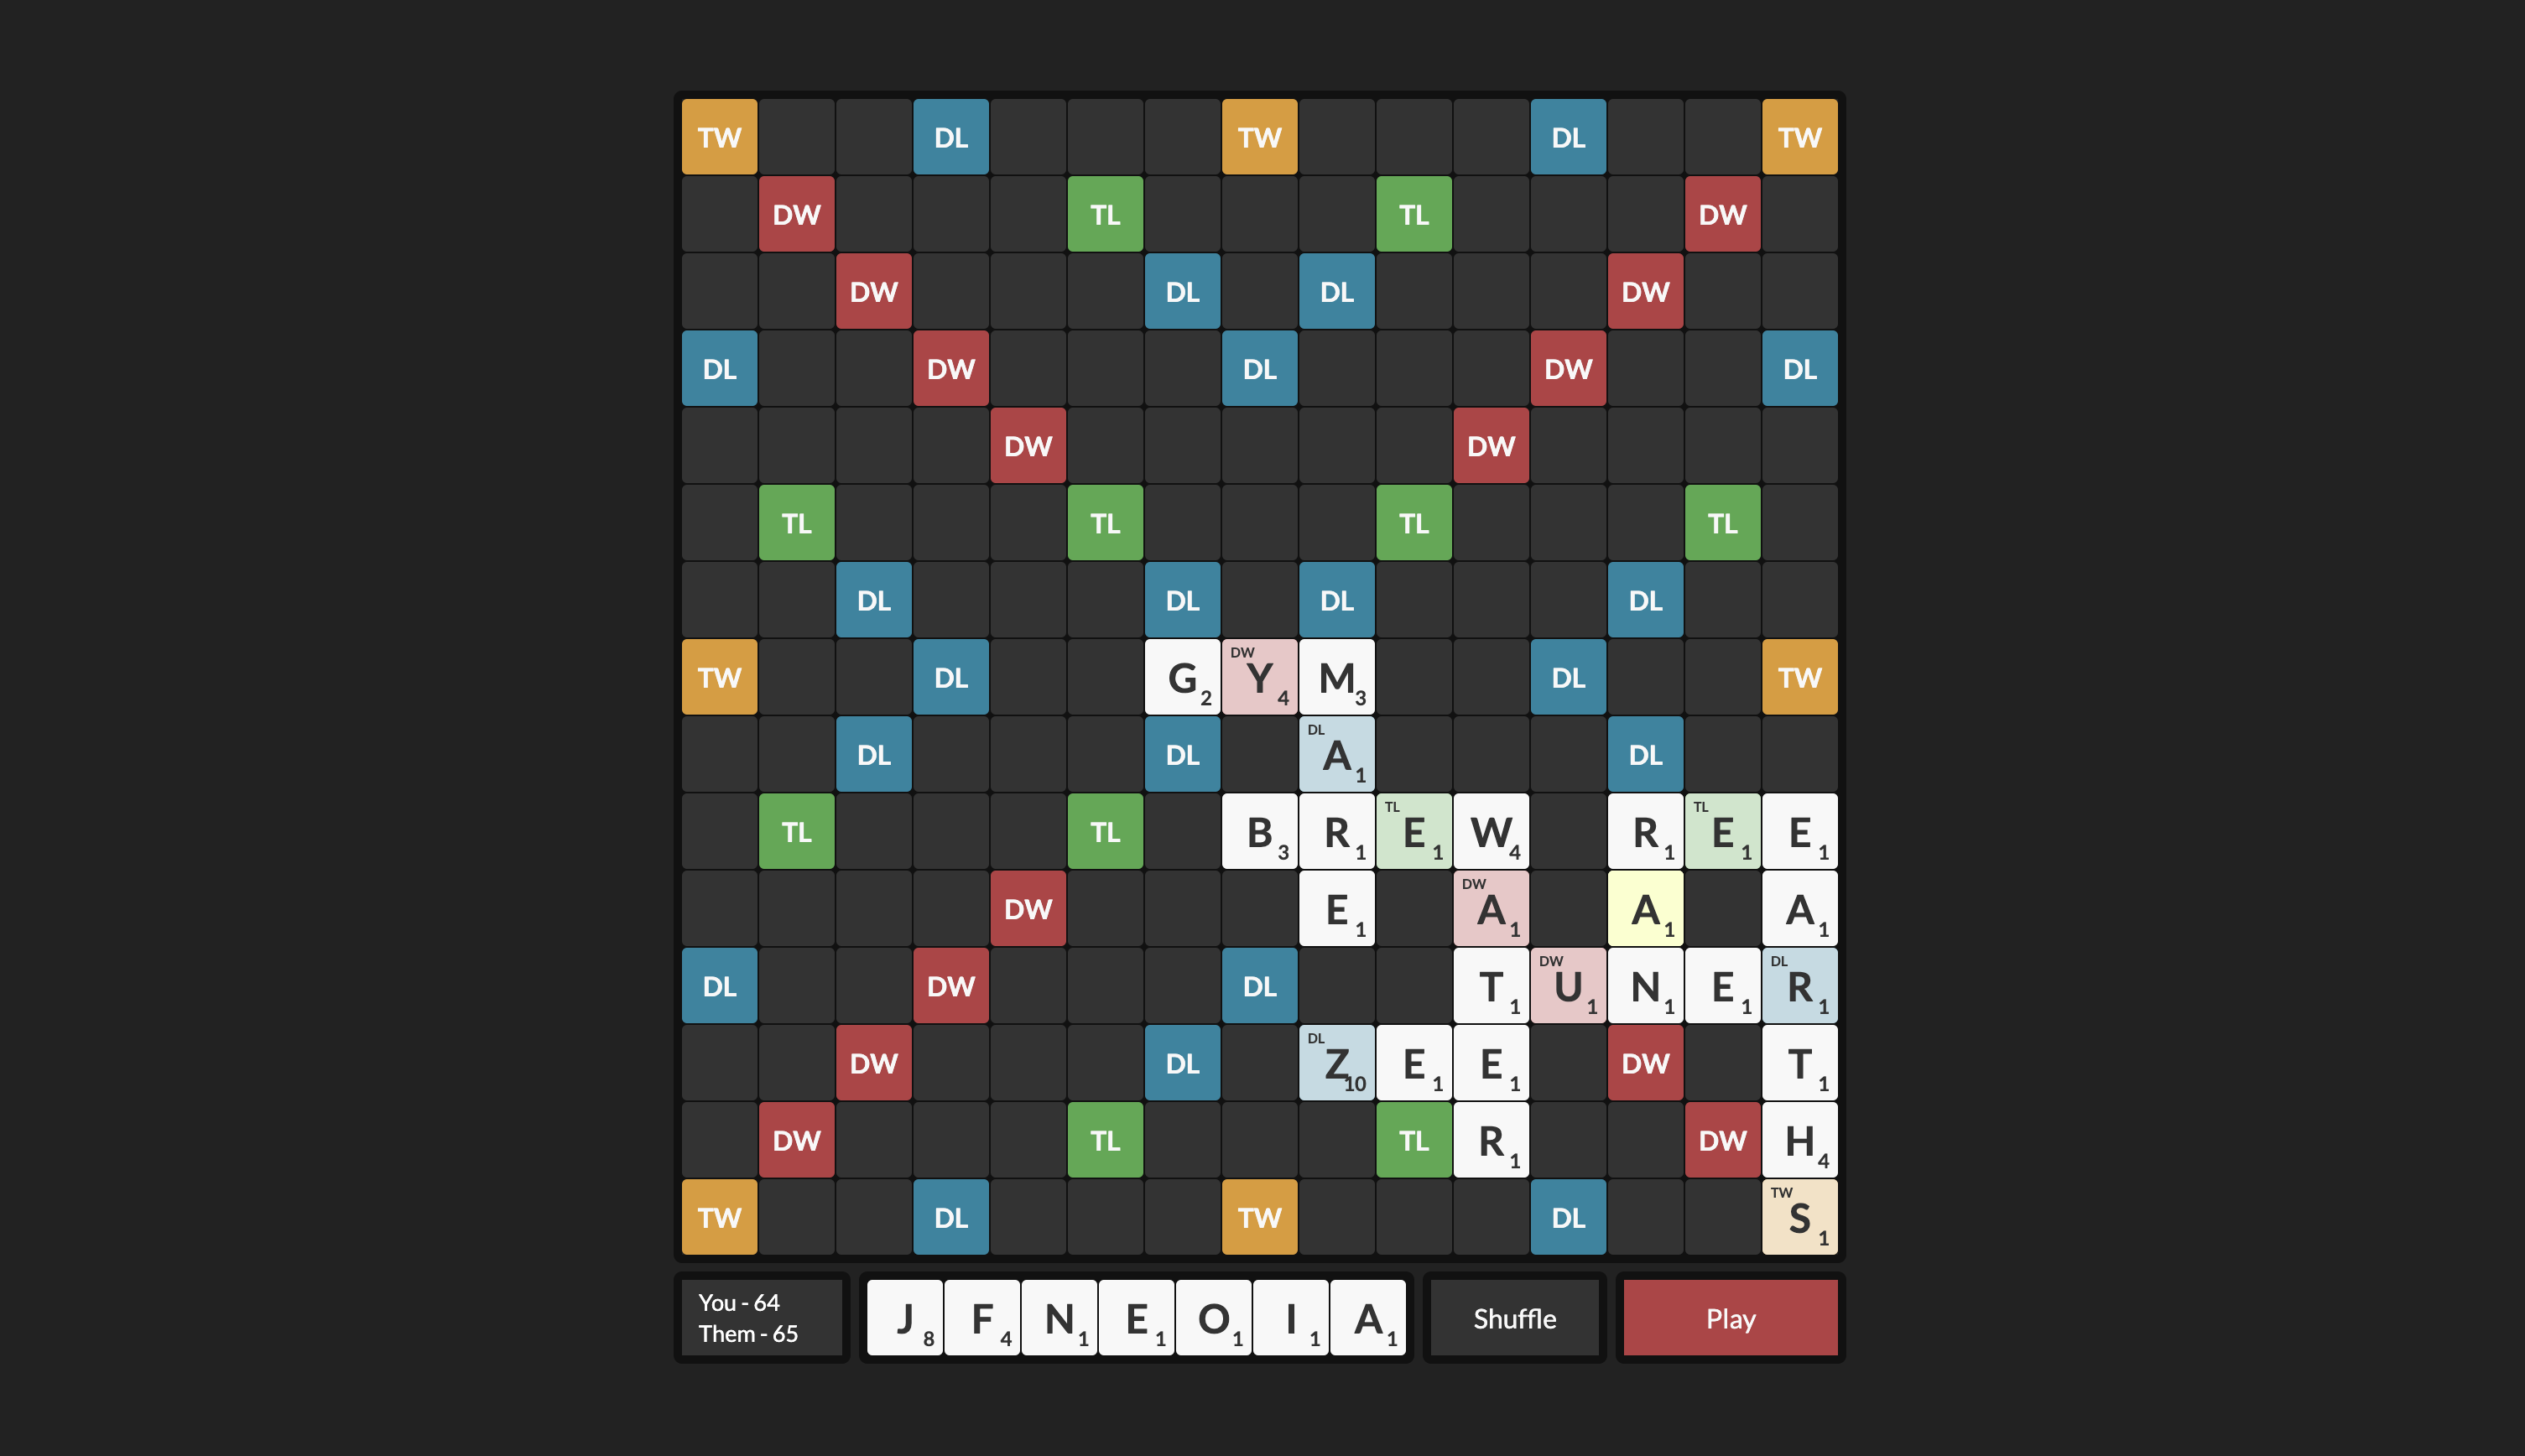 TW DL TW DL TW
DW TL TL DW
DW DL DL DW
DL DW DL DW DL
DW DW
TL TL TL TL
DL DL DL DL
TW DL G2 DW Y4 M3 DL TW
DL DL DL A1 DL
TL TL B3 R1 TL E1 W4 R1 TL E1 E1
DW E1 DW A1 A1 A1
DL DW DL T1 DW U1 N1 E1 DL R1
DW DL DL Z10 E1 E1 DW T1
DW TL TL R1 DW H4
TW DL TW DL TW S1
You - 64
Them - 65
J8 F4 N1 E1 O1 I1 A1
Shuffle
Play